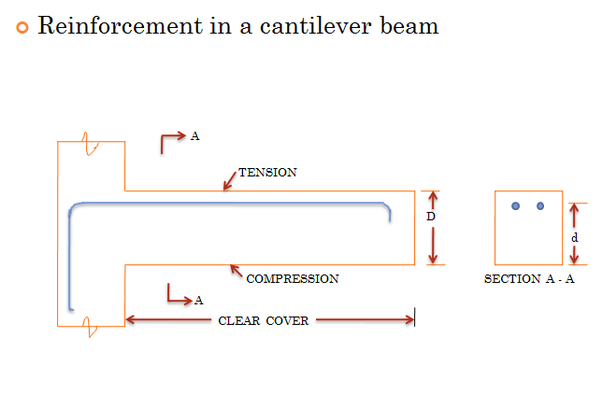 Reinforcement in a cantilever beam
A
TENSION
D
d
COMPRESSION
SECTION A - A
A
CLEAR COVER